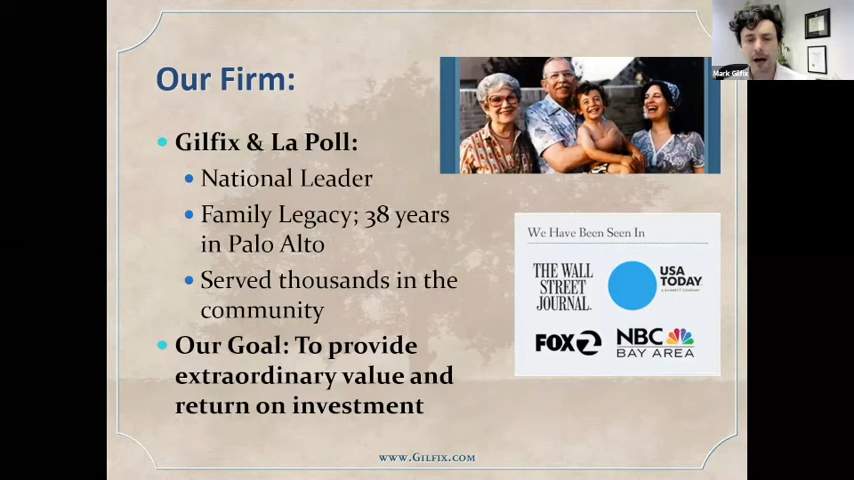 Our Firm:
Gilfix & La Poll:
National Leader
Family Legacy; 38 years
in Palo Alto
Served thousands in the
community
Our Goal: To provide
extraordinary value and
return on investment
Mark Gilfix
We Have Been Seen In
THE WALL
STREET
JOURNAL.
USA
TODAY
FOX 2
NBC
BAY AREA
www.Gilfix.com